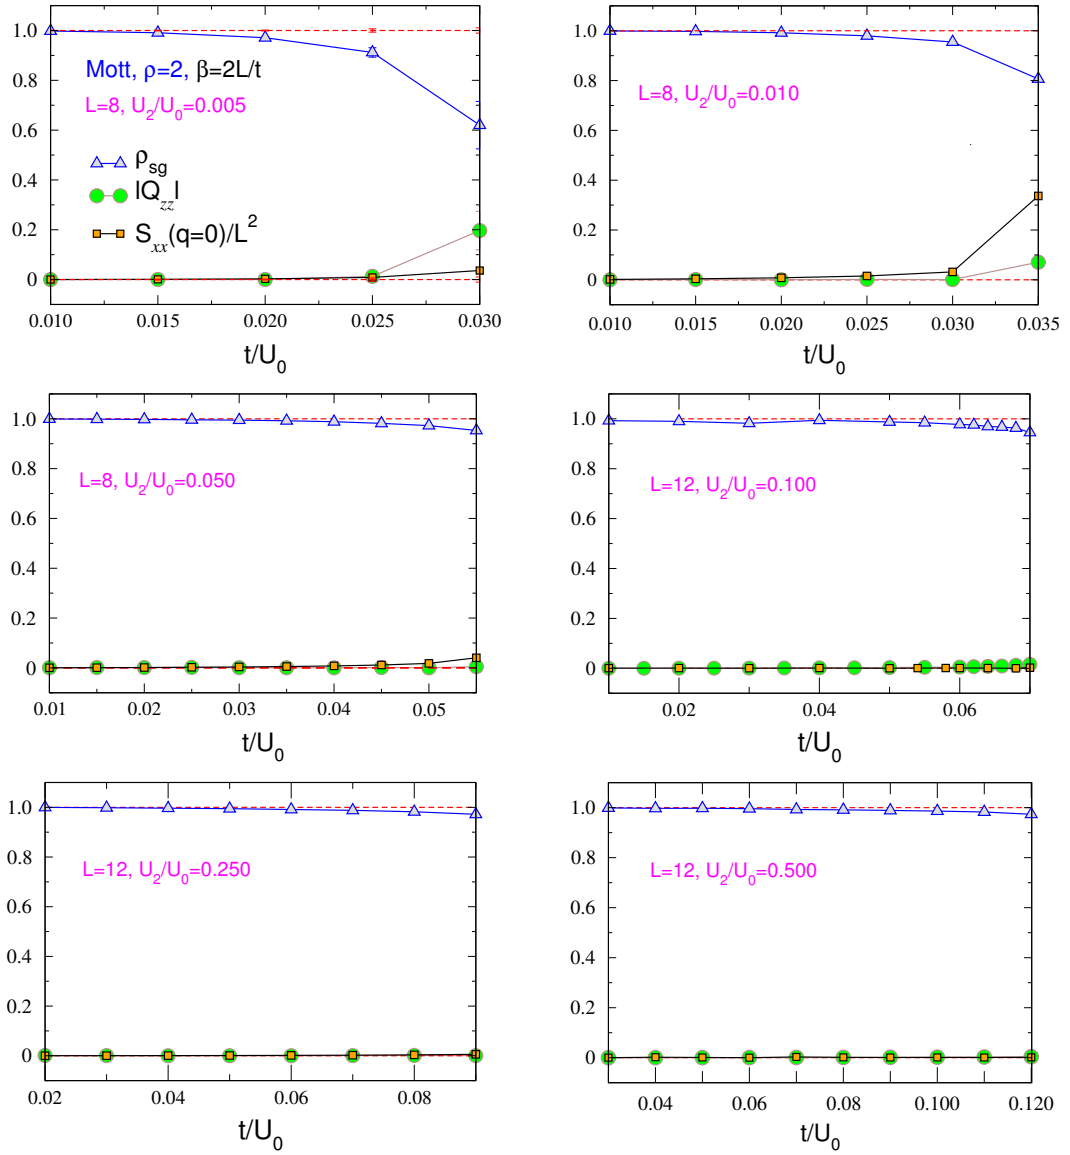 1.0
0.8
0.6
0.4
0.2
0
Mott, ρ=2, β=2L/t
L=8, U₂/U₀=0.005
ρsg
|Qzz|
Sxx(q=0)/L²
0.010 0.015 0.020 0.025 0.030
t/U₀
1.0
0.8
0.6
0.4
0.2
0
L=8, U₂/U₀=0.010
0.010 0.015 0.020 0.025 0.030 0.035
t/U₀
1.0
0.8
0.6
0.4
0.2
0
L=8, U₂/U₀=0.050
0.01 0.02 0.03 0.04 0.05
t/U₀
1.0
0.8
0.6
0.4
0.2
0
L=12, U₂/U₀=0.100
0.02 0.04 0.06
t/U₀
1.0
0.8
0.6
0.4
0.2
0
L=12, U₂/U₀=0.250
0.02 0.04 0.06 0.08
t/U₀
1.0
0.8
0.6
0.4
0.2
0
L=12, U₂/U₀=0.500
0.04 0.06 0.08 0.100 0.120
t/U₀